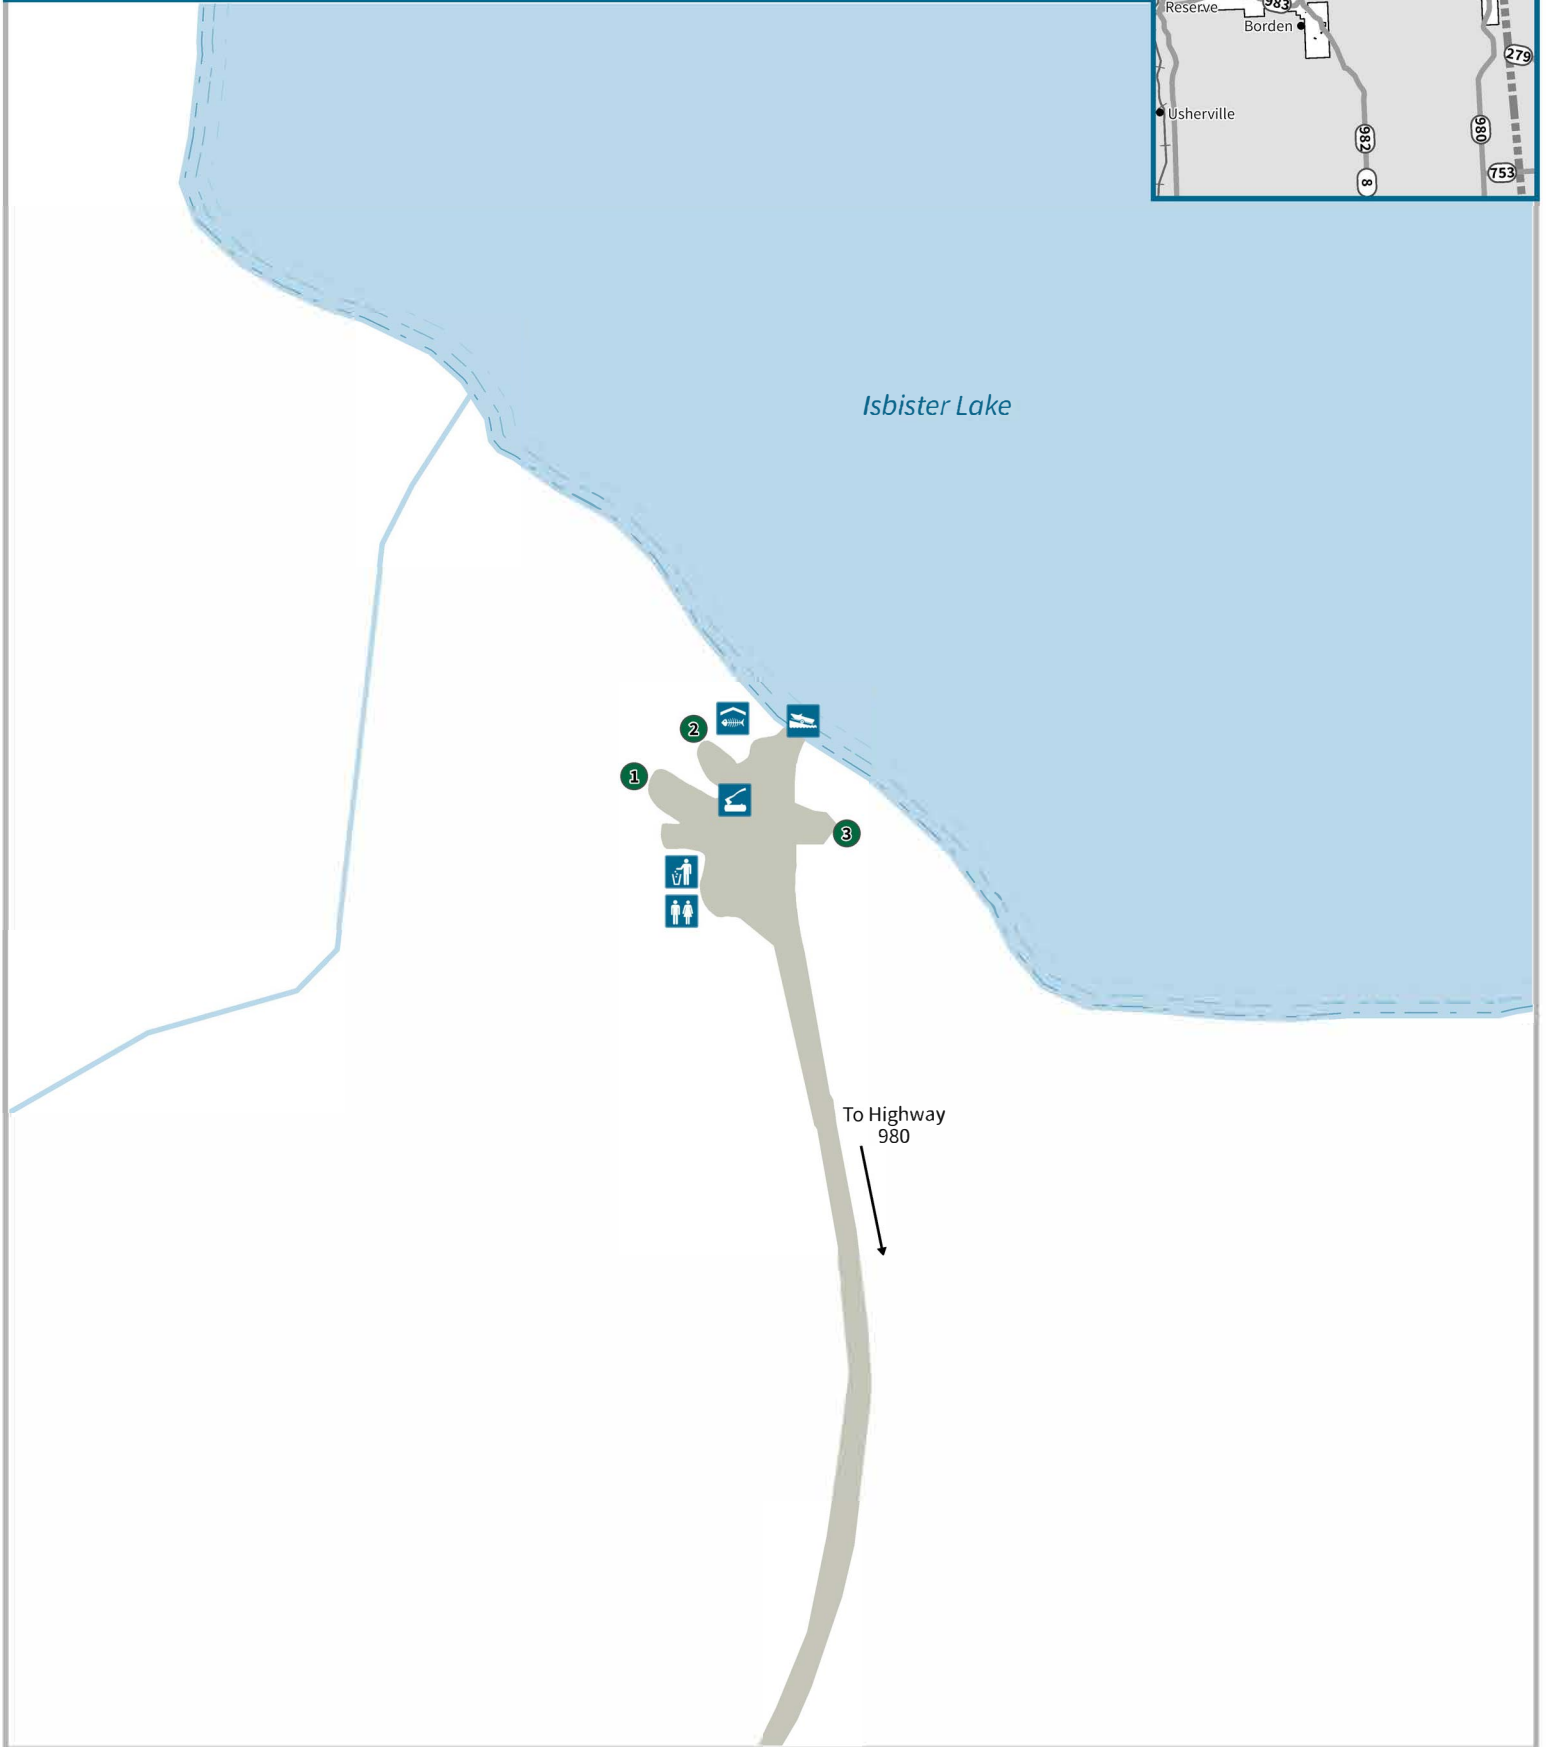 Reserve
983
Borden
279
Usherville
982
980
753
8
Isbister Lake
2
1
3
To Highway
980